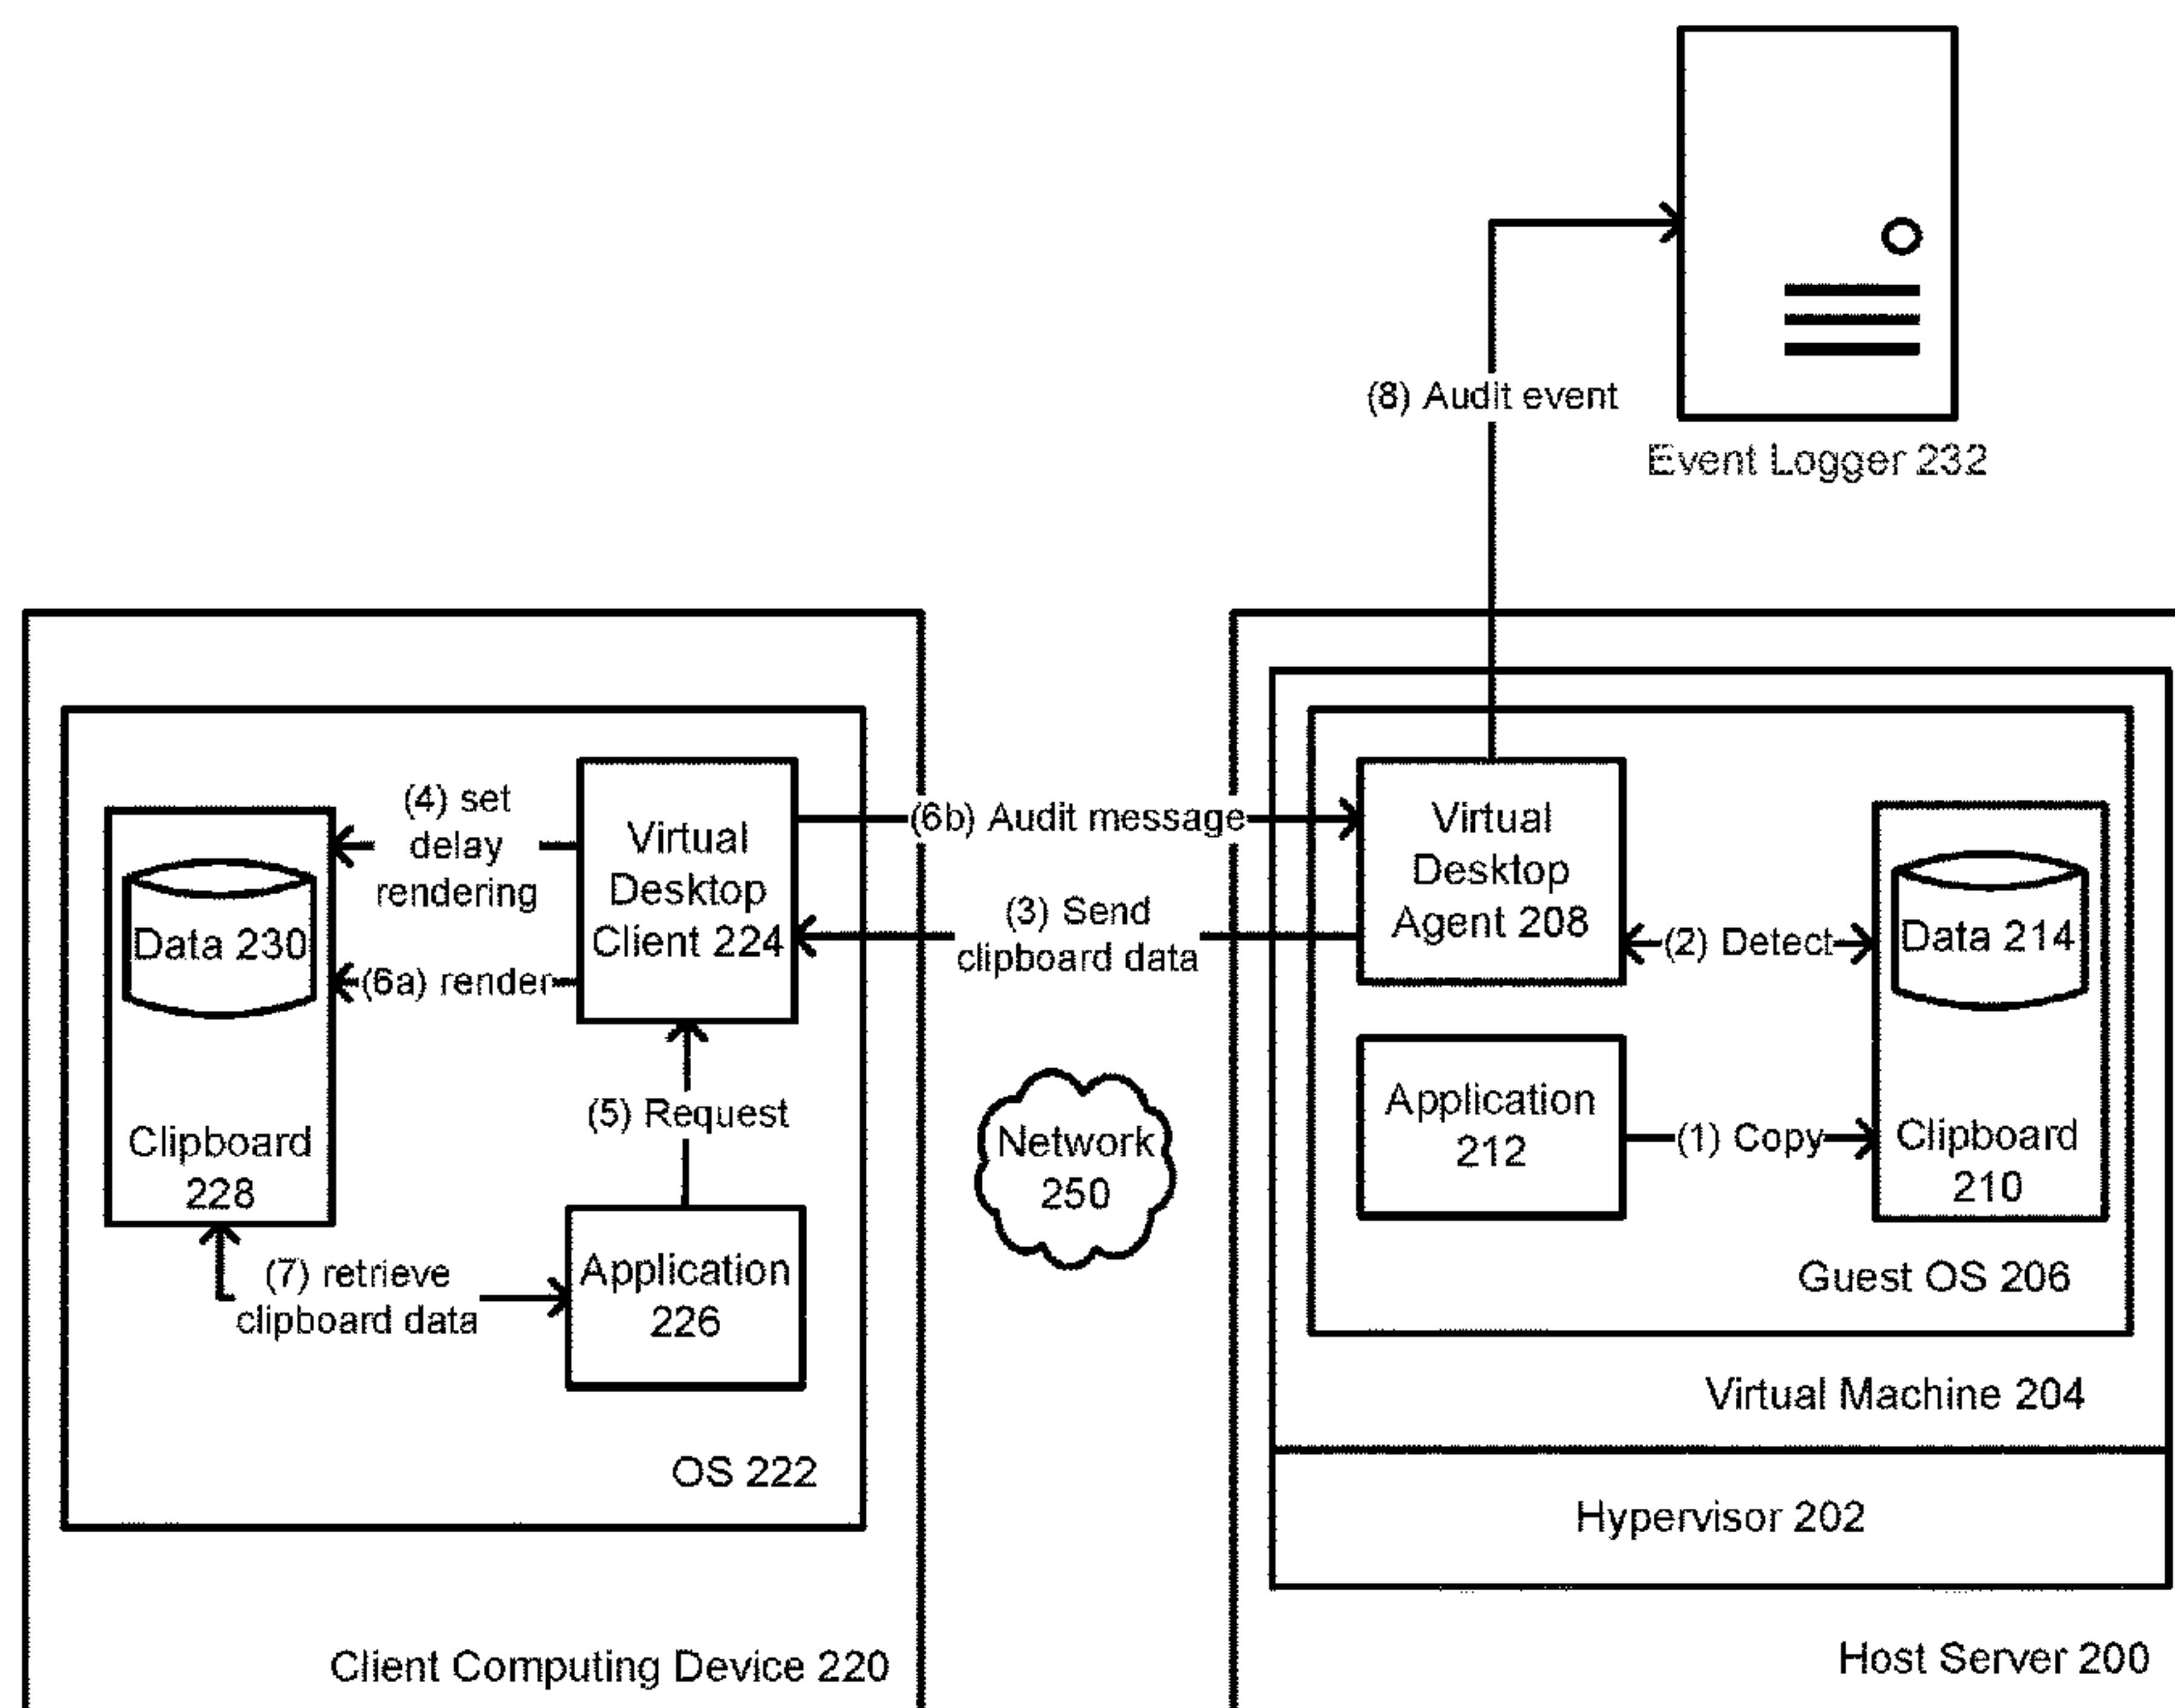 (8) Audit event
Event Logger 232
(4) set
delay
rendering
Virtual
Desktop
Client 224
Data 230
(6a) render
(6b) Audit message
(3) Send
clipboard data
Virtual
Desktop
Agent 208
(2) Detect
Data 214
(5) Request
Clipboard
228
Network
250
Application
212
(1) Copy
Clipboard
210
(7) retrieve
clipboard data
Application
226
Guest OS 206
Virtual Machine 204
OS 222
Hypervisor 202
Client Computing Device 220
Host Server 200